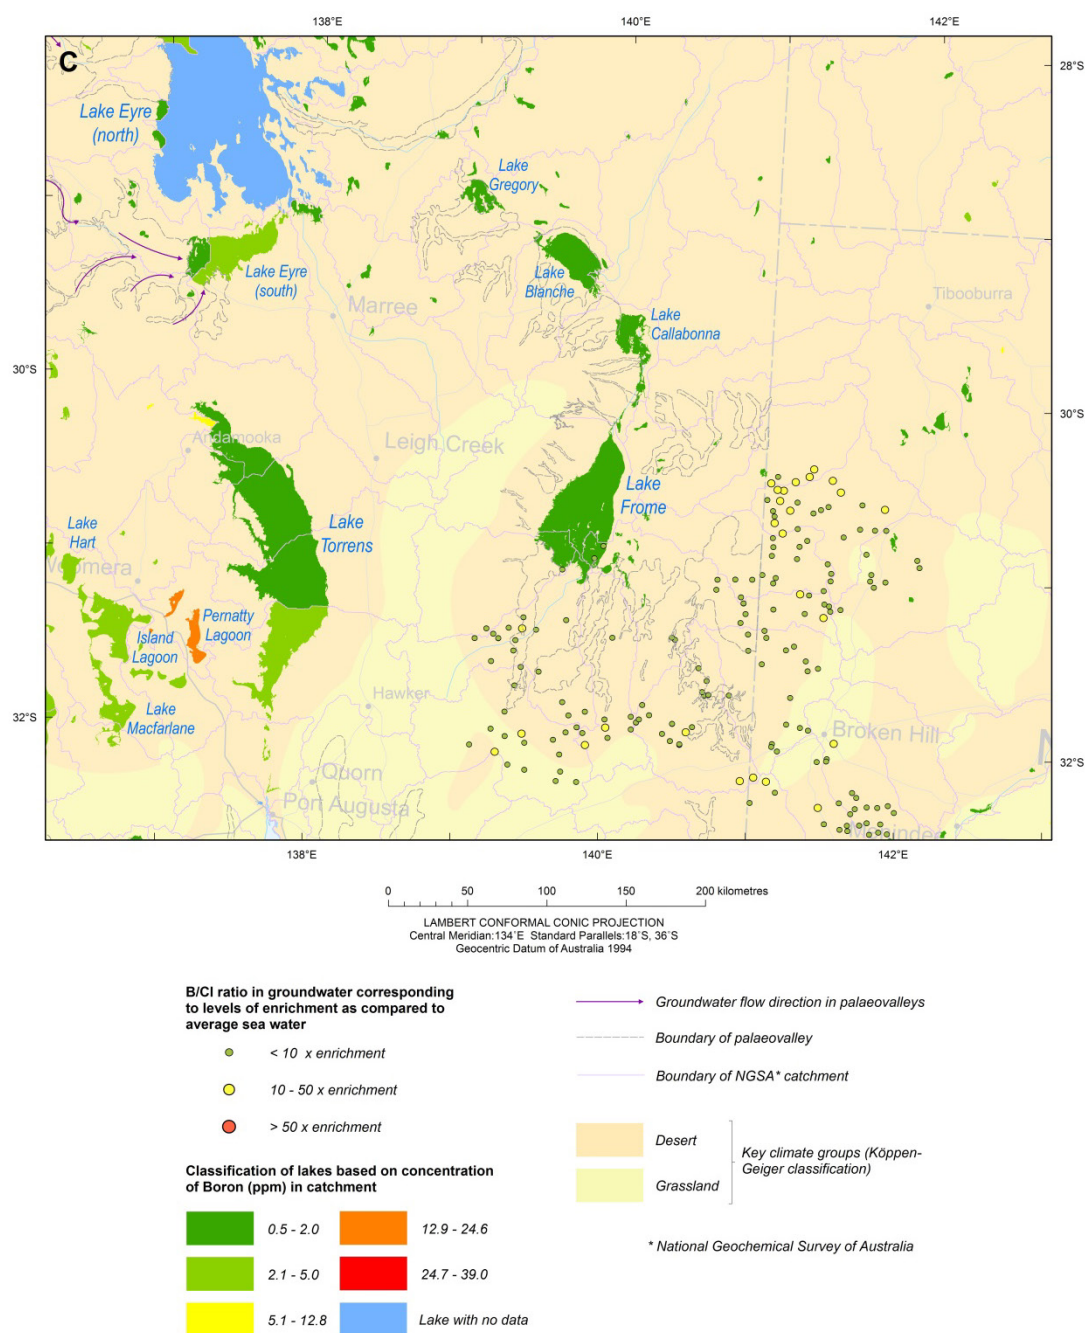 138°E
140°E
142°E
C
28°S
Lake Eyre
(north)
Lake
Gregory
Lake Eyre
(south)
Lake
Blanche
Marree
Tibooburra
Lake
Callabonna
30°S
30°S
Andamooka
Leigh Creek
Lake
Frome
Lake
Torrens
Lake
Hart
Woomera
Pernatty
Lagoon
Island
Lagoon
Hawker
Lake
Macfarlane
32°S
Broken Hill
N
32°S
Quorn
Port Augusta
Menindee
138°E
140°E
142°E
0 50 100 150 200 kilometres
LAMBERT CONFORMAL CONIC PROJECTION
Central Meridian:134°E Standard Parallels:18°S, 36°S
Geocentric Datum of Australia 1994
B/Cl ratio in groundwater corresponding
to levels of enrichment as compared to
average sea water
< 10 x enrichment
10 - 50 x enrichment
> 50 x enrichment
Classification of lakes based on concentration
of Boron (ppm) in catchment
0.5 - 2.0
2.1 - 5.0
5.1 - 12.8
12.9 - 24.6
24.7 - 39.0
Lake with no data
Groundwater flow direction in palaeovalleys
Boundary of palaeovalley
Boundary of NGSA* catchment
Desert
Grassland
Key climate groups (Köppen-
Geiger classification)
* National Geochemical Survey of Australia